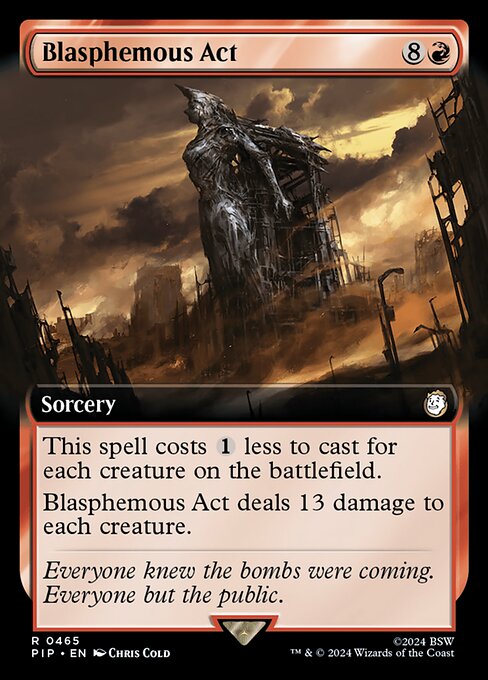 Blasphemous Act 8
Sorcery
This spell costs 1 less to cast for
each creature on the battlefield.
Blasphemous Act deals 13 damage to
each creature.
Everyone knew the bombs were coming.
Everyone but the public.
R 0465 ©2024 BSW
PIP • EN Chris Cold ™ & © 2024 Wizards of the Coast